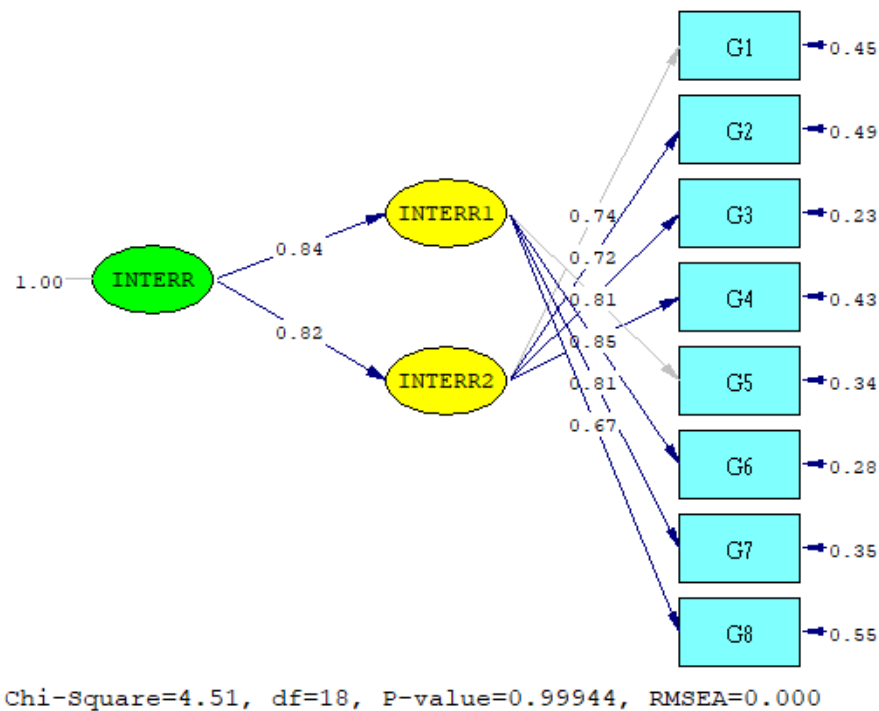 G1
0.45
G2
0.49
INTERR1
0.74
G3
0.23
0.84
0.72
1.00
INTERR
0.81
G4
0.43
0.82
0.85
INTERR2
0.81
G5
0.34
0.67
G6
0.28
G7
0.35
G8
0.55
Chi-Square=4.51, df=18, P-value=0.99944, RMSEA=0.000